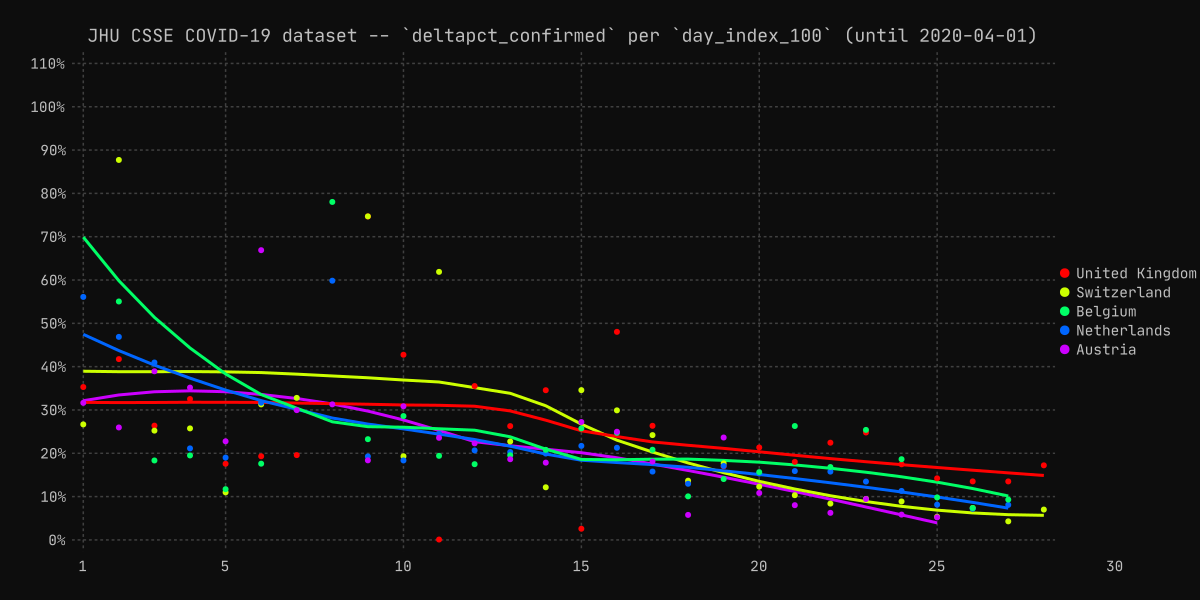 JHU CSSE COVID-19 dataset -- `deltapct_confirmed` per `day_index_100` (until 2020-04-01)
110%
100%
90%
80%
70%
60%
50%
40%
30%
20%
10%
0%
1 5 10 15 20 25 30
United Kingdom
Switzerland
Belgium
Netherlands
Austria